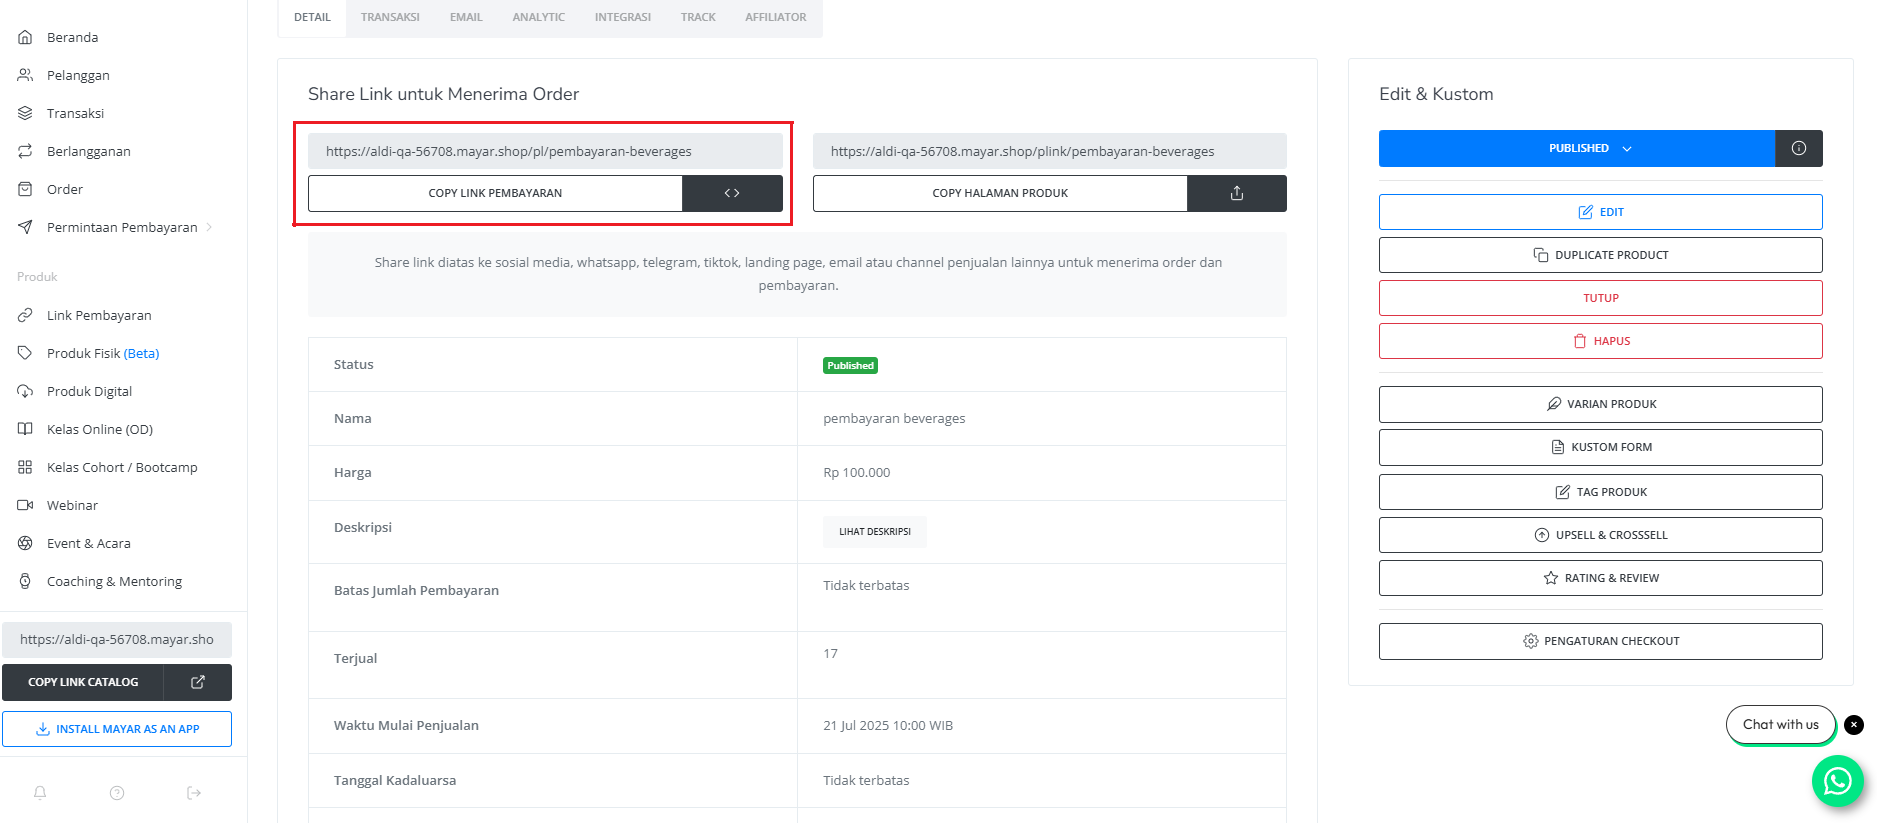 Beranda
Pelanggan
Transaksi
Berlangganan
Order
Permintaan Pembayaran
Produk
Link Pembayaran
Produk Fisik (Beta)
Produk Digital
Kelas Online (OD)
Kelas Cohort / Bootcamp
Webinar
Event & Acara
Coaching & Mentoring
https://aldi-qa-56708.mayar.sho
COPY LINK CATALOG
INSTALL MAYAR AS AN APP
DETAIL TRANSAKSI EMAIL ANALYTIC INTEGRASI TRACK AFFILIATOR
Share Link untuk Menerima Order
https://aldi-qa-56708.mayar.shop/pl/pembayaran-beverages
COPY LINK PEMBAYARAN
https://aldi-qa-56708.mayar.shop/plink/pembayaran-beverages
COPY HALAMAN PRODUK
Share link diatas ke sosial media, whatsapp, telegram, tiktok, landing page, email atau channel penjualan lainnya untuk menerima order dan
pembayaran.
Status Published
Nama pembayaran beverages
Harga Rp 100.000
Deskripsi LIHAT DESKRIPSI
Batas Jumlah Pembayaran Tidak terbatas
Terjual 17
Waktu Mulai Penjualan 21 Jul 2025 10:00 WIB
Tanggal Kadaluarsa Tidak terbatas
Edit & Kustom
PUBLISHED
EDIT
DUPLICATE PRODUCT
TUTUP
HAPUS
VARIAN PRODUK
KUSTOM FORM
TAG PRODUK
UPSELL & CROSSSELL
RATING & REVIEW
PENGATURAN CHECKOUT
Chat with us